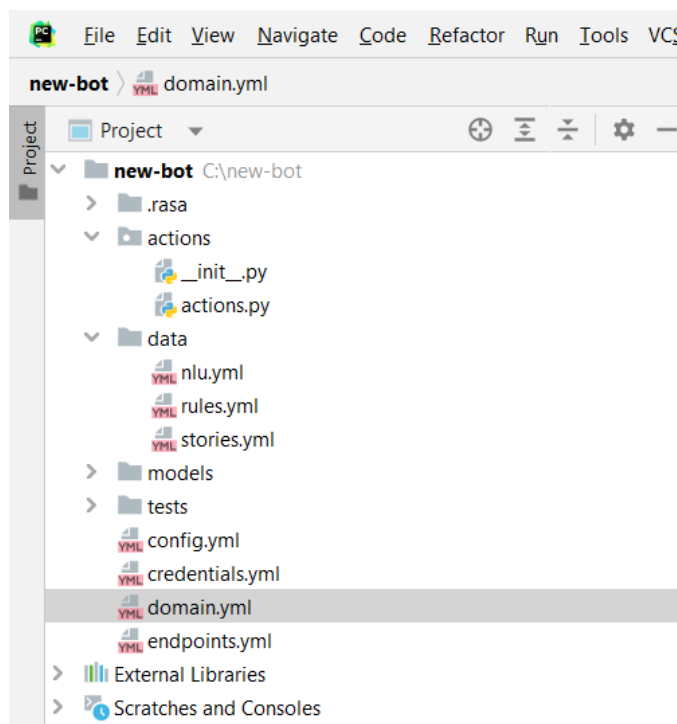 PC File Edit View Navigate Code Refactor Run Tools VCS
new-bot YML domain.yml
Project
Project
new-bot C:\new-bot
.rasa
actions
__init__.py
actions.py
data
YML nlu.yml
YML rules.yml
YML stories.yml
models
tests
YML config.yml
YML credentials.yml
YML domain.yml
YML endpoints.yml
External Libraries
Scratches and Consoles